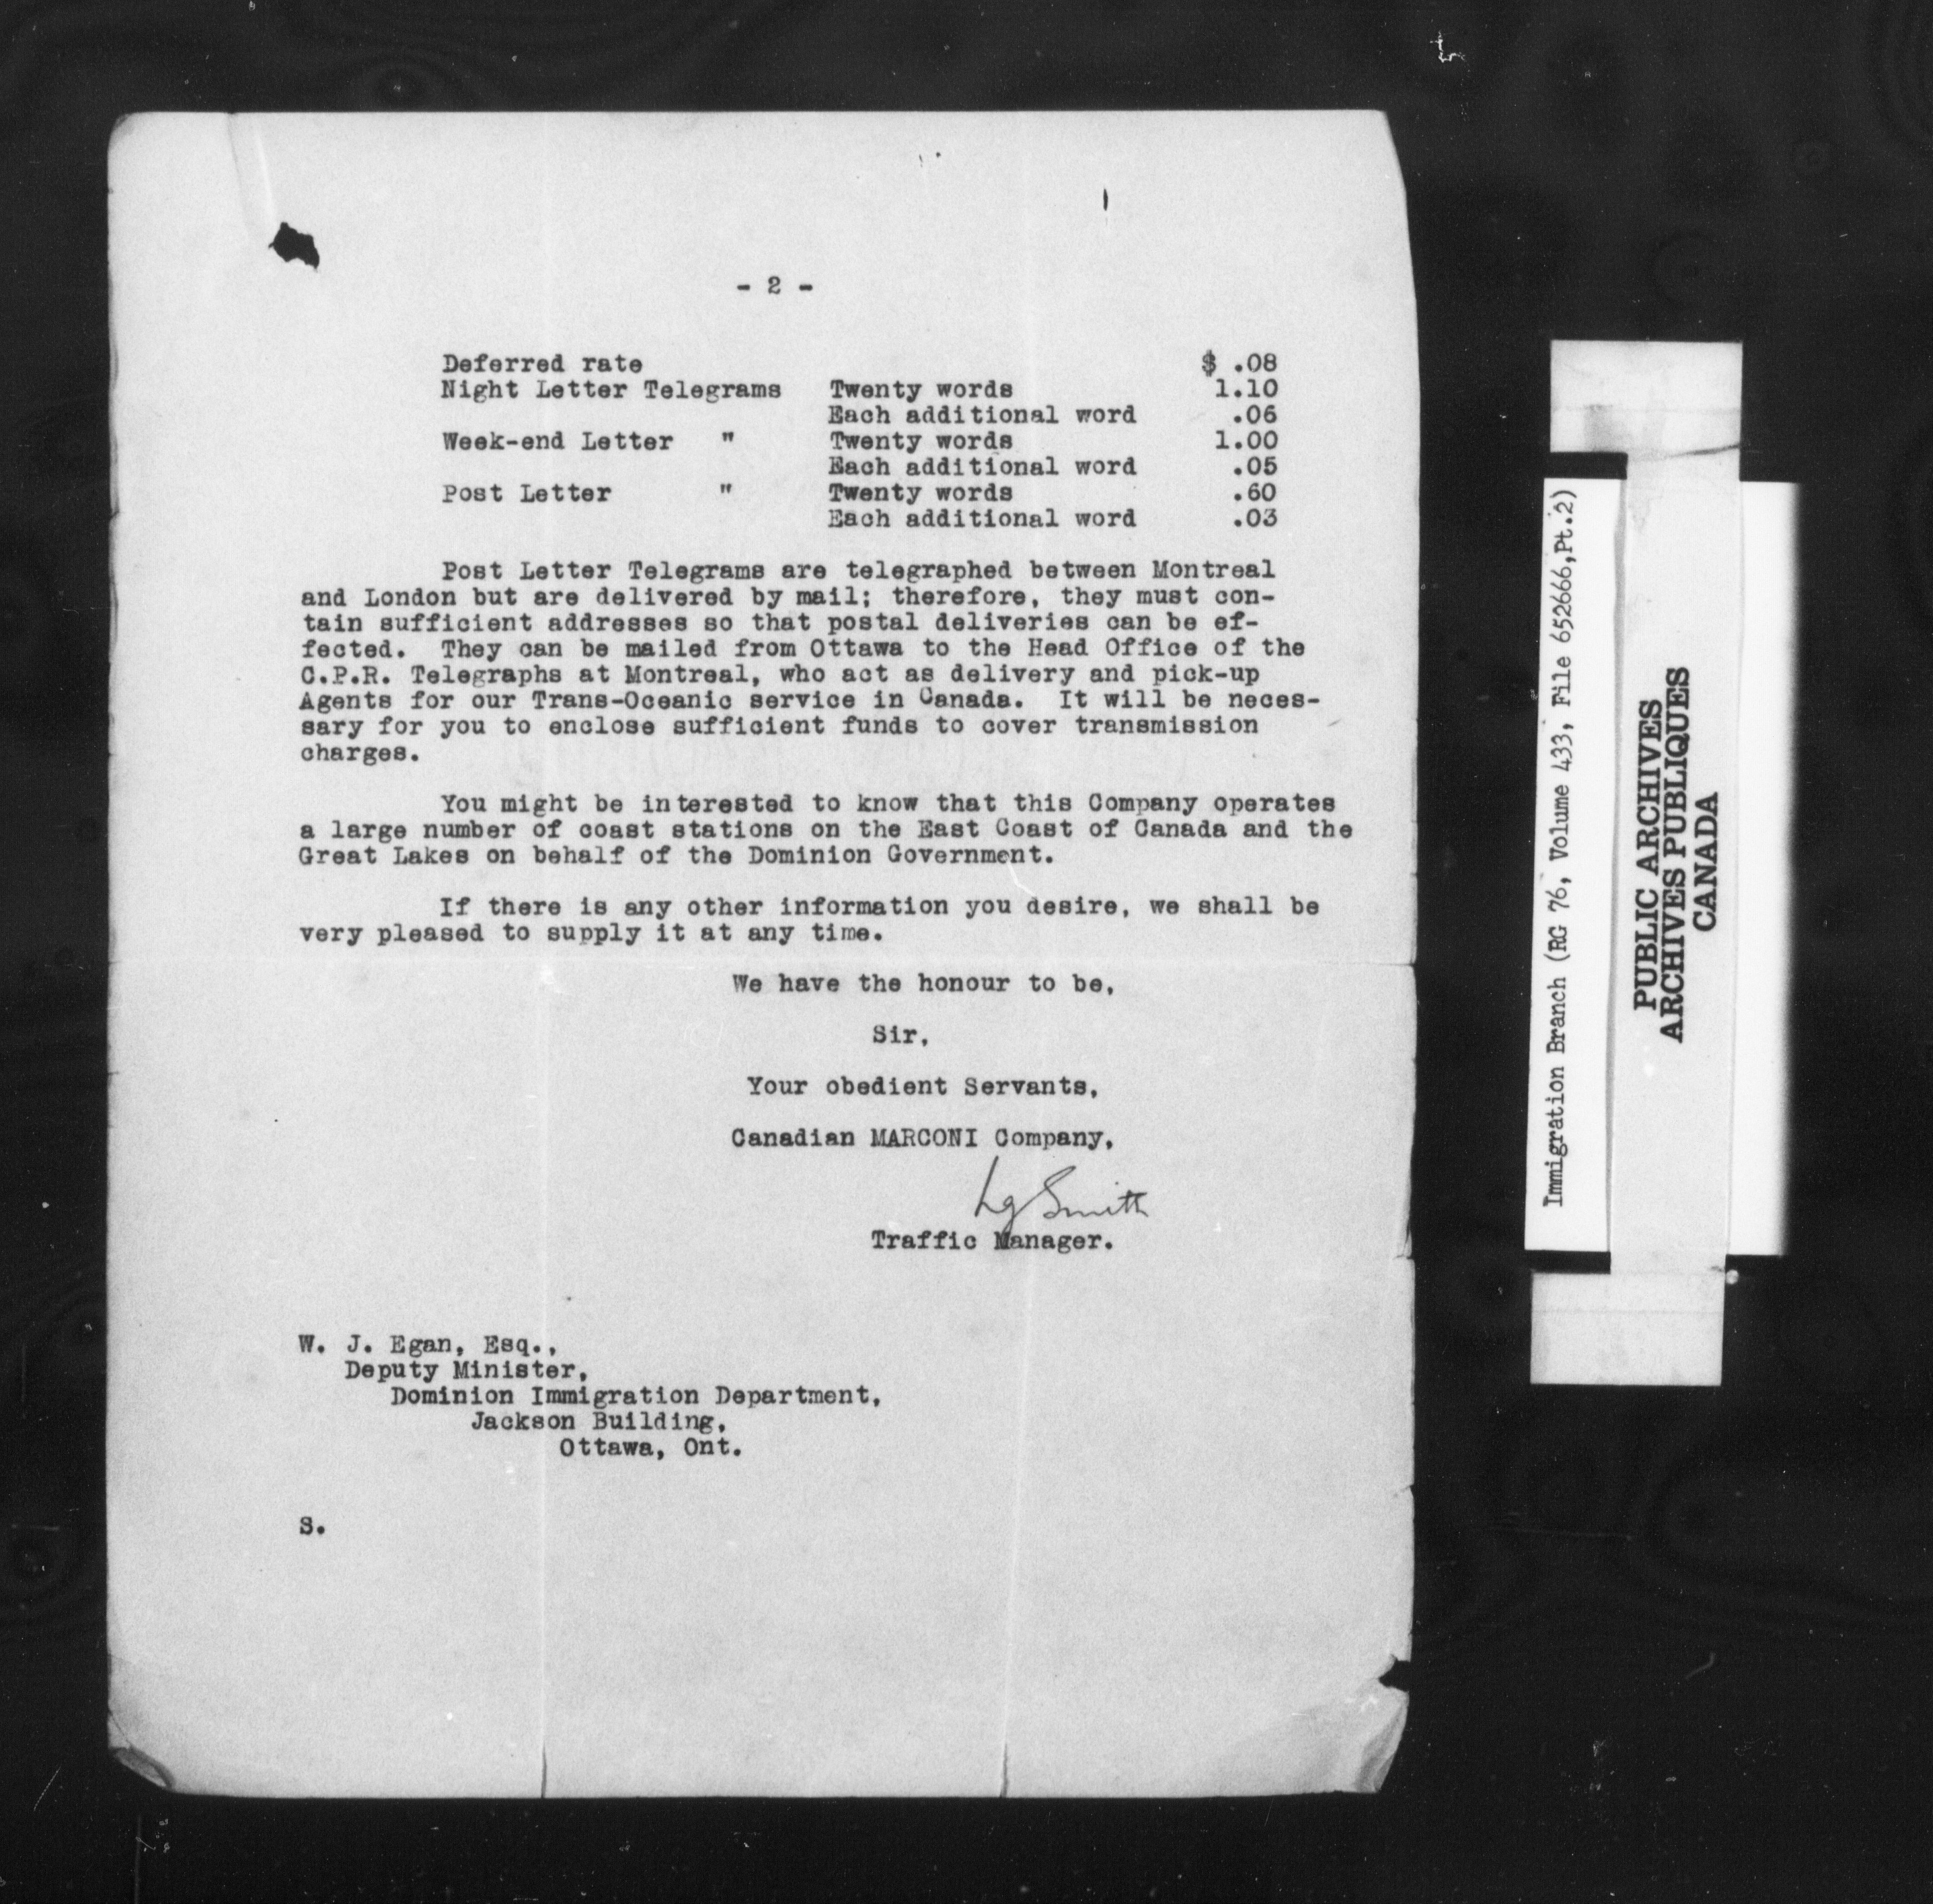 - 2 -
Deferred rate $ .08
Night Letter Telegrams Twenty words 1.10
Each additional word .06
Week-end Letter " Twenty words 1.00
Each additional word .05
Post Letter " Twenty words .60
Each additional word .03
Post Letter Telegrams are telegraphed between Montreal
and London but are delivered by mail; therefore, they must con-
tain sufficient addresses so that postal deliveries can be ef-
fected. They can be mailed from Ottawa to the Head Office of the
C.P.R. Telegraphs at Montreal, who act as delivery and pick-up
Agents for our Trans-Oceanic service in Canada. It will be neces-
sary for you to enclose sufficient funds to cover transmission
charges.
You might be interested to know that this Company operates
a large number of coast stations on the East Coast of Canada and the
Great Lakes on behalf of the Dominion Government.
If there is any other information you desire, we shall be
very pleased to supply it at any time.
We have the honour to be,
Sir,
Your obedient Servants,
Canadian MARCONI Company,
Smith
Traffic Manager.
W. J. Egan, Esq.,
Deputy Minister,
Dominion Immigration Department,
Jackson Building,
Ottawa, Ont.
S.
Immigration Branch (RG 76, Volume 433, File 652666,Pt.2)
PUBLIC ARCHIVES
ARCHIVES PUBLIQUES
CANADA